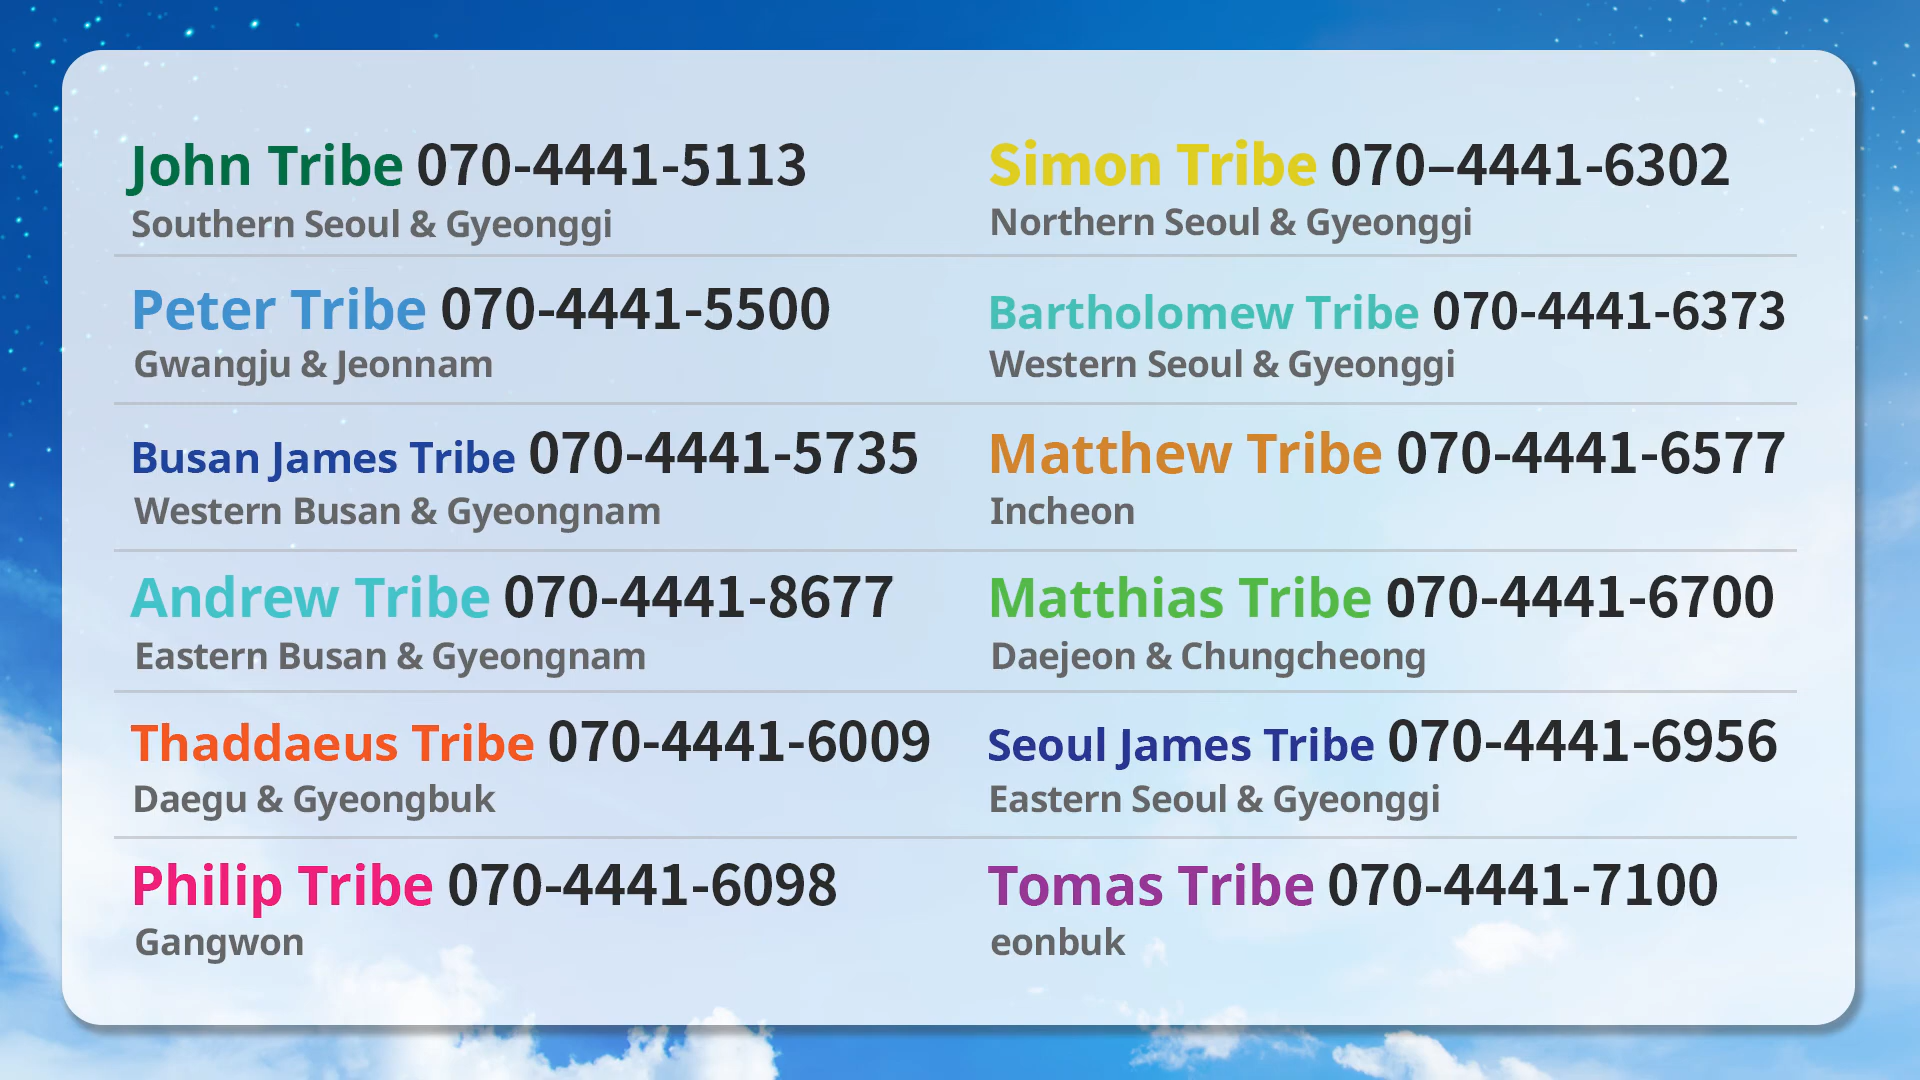 John Tribe 070-4441-5113
Southern Seoul & Gyeonggi
Simon Tribe 070–4441-6302
Northern Seoul & Gyeonggi
Peter Tribe 070-4441-5500
Gwangju & Jeonnam
Bartholomew Tribe 070-4441-6373
Western Seoul & Gyeonggi
Busan James Tribe 070-4441-5735
Western Busan & Gyeongnam
Matthew Tribe 070-4441-6577
Incheon
Andrew Tribe 070-4441-8677
Eastern Busan & Gyeongnam
Matthias Tribe 070-4441-6700
Daejeon & Chungcheong
Thaddaeus Tribe 070-4441-6009
Daegu & Gyeongbuk
Seoul James Tribe 070-4441-6956
Eastern Seoul & Gyeonggi
Philip Tribe 070-4441-6098
Gangwon
Tomas Tribe 070-4441-7100
eonbuk